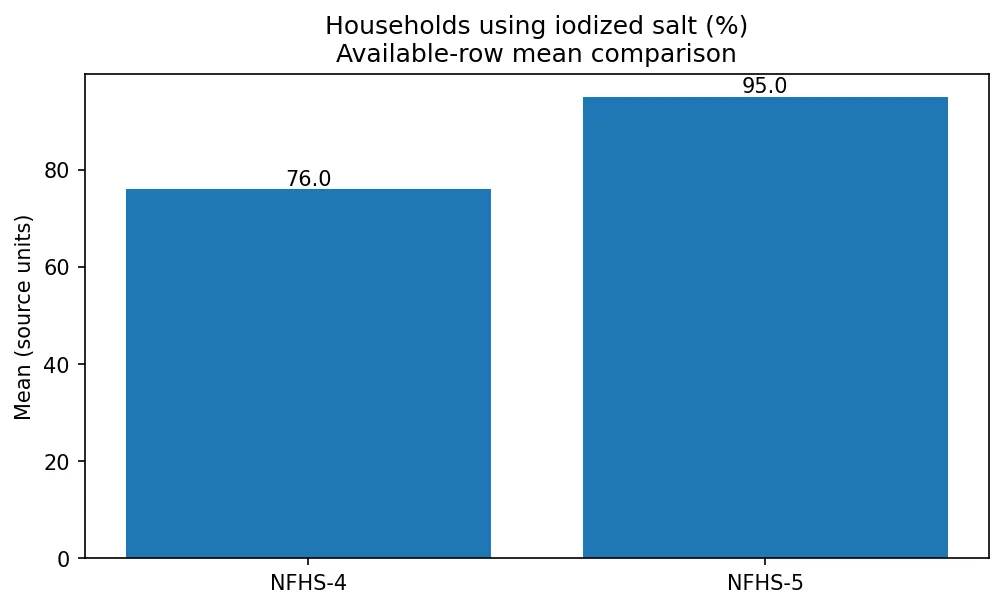 Households using iodized salt (%)
Available-row mean comparison
95.0
76.0
80
60
40
20
0
Mean (source units)
NFHS-4
NFHS-5